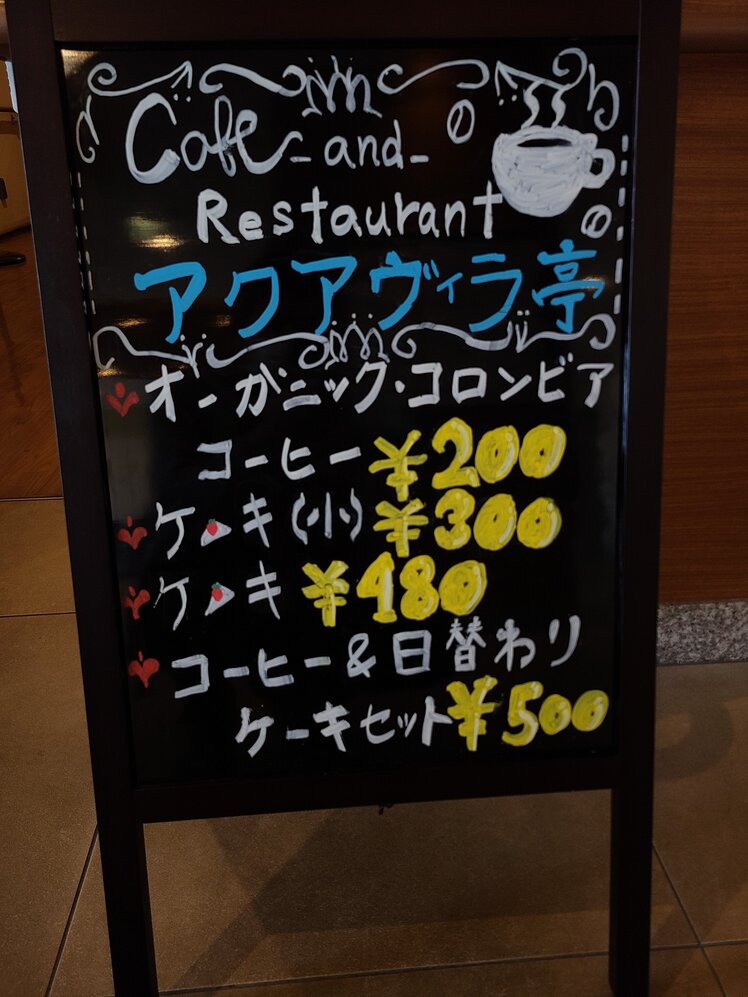 Cafe -and-
Restaurant
アクアヴィラ亭
オーガニック・コロンビア
コーヒー ¥200
ケーキ(小) ¥300
ケーキ ¥480
コーヒー&日替わり
ケーキセット ¥500